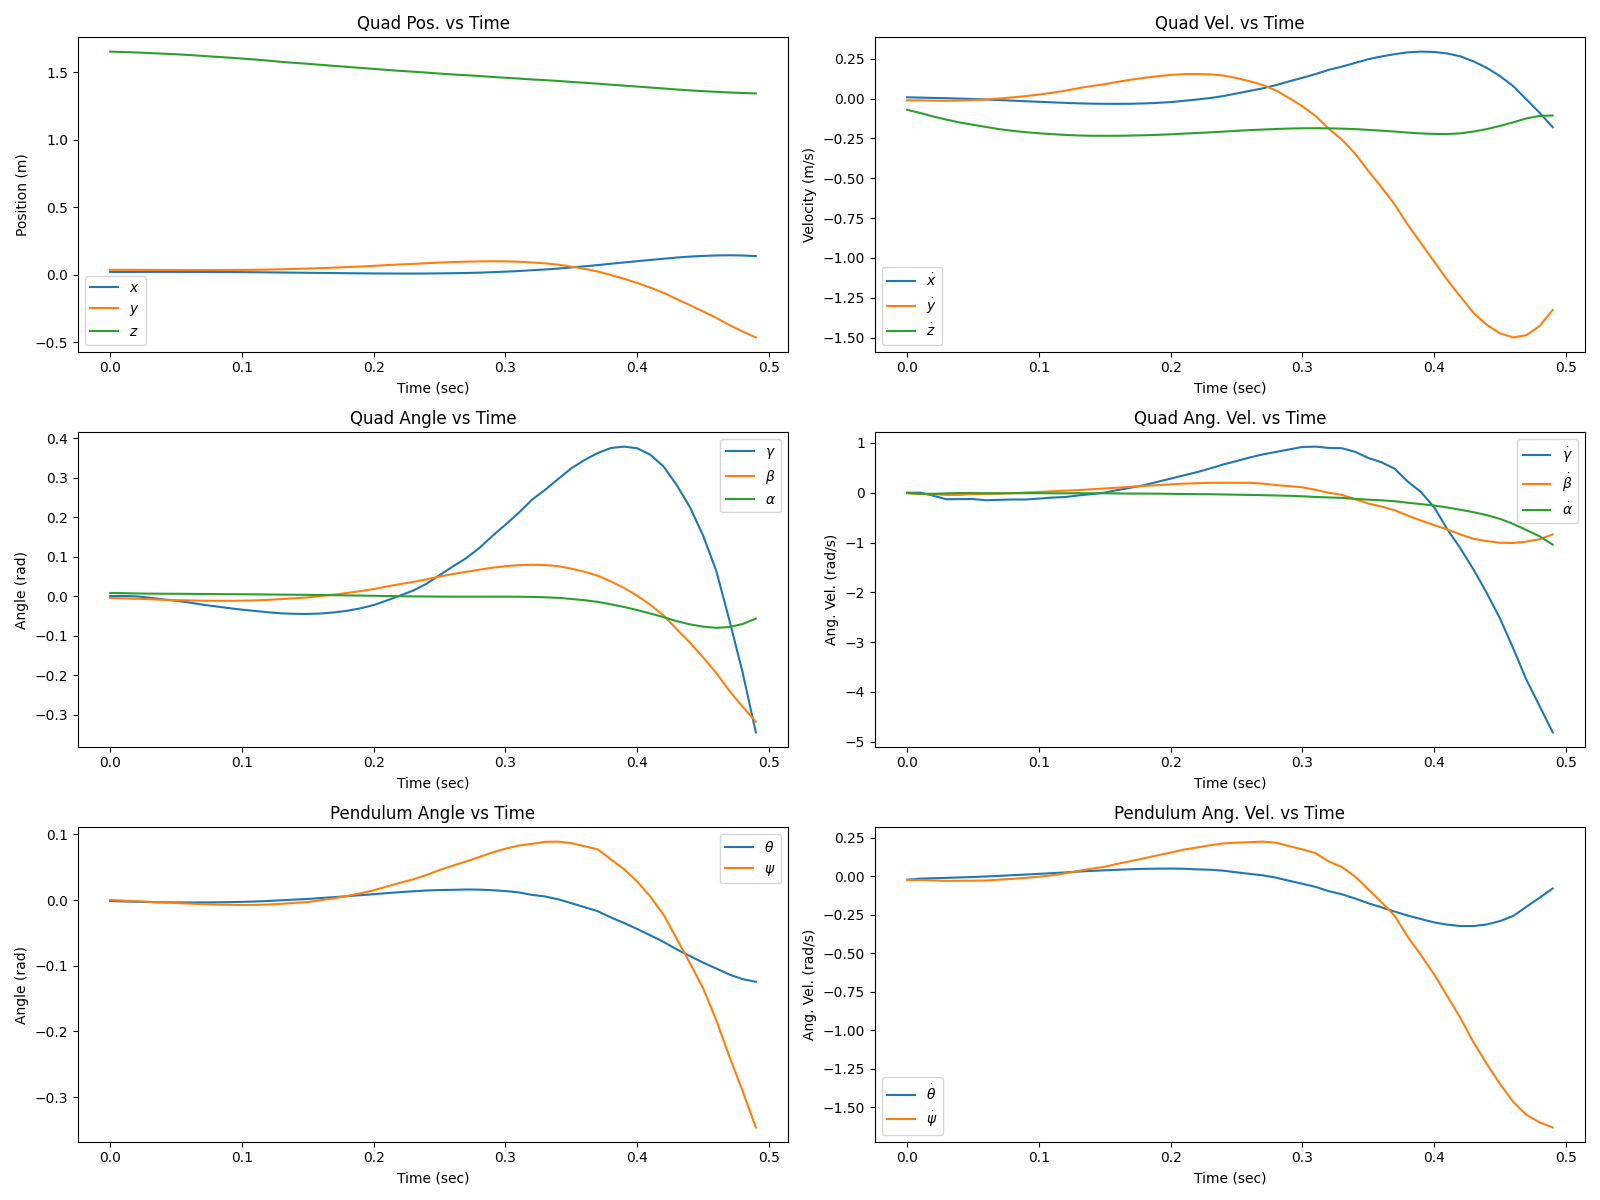 Quad Pos. vs Time
Position (m)
1.5
1.0
0.5
0.0
−0.5
x
y
z
0.0 0.1 0.2 0.3 0.4 0.5
Time (sec)
Quad Vel. vs Time
Velocity (m/s)
0.25
0.00
−0.25
−0.50
−0.75
−1.00
−1.25
−1.50
ẋ
ẏ
ż
0.0 0.1 0.2 0.3 0.4 0.5
Time (sec)
Quad Angle vs Time
Angle (rad)
0.4
0.3
0.2
0.1
0.0
−0.1
−0.2
−0.3
γ
β
α
0.0 0.1 0.2 0.3 0.4 0.5
Time (sec)
Quad Ang. Vel. vs Time
Ang. Vel. (rad/s)
1
0
−1
−2
−3
−4
−5
γ̇
β̇
α̇
0.0 0.1 0.2 0.3 0.4 0.5
Time (sec)
Pendulum Angle vs Time
Angle (rad)
0.1
0.0
−0.1
−0.2
−0.3
θ
ψ
0.0 0.1 0.2 0.3 0.4 0.5
Time (sec)
Pendulum Ang. Vel. vs Time
Ang. Vel. (rad/s)
0.25
0.00
−0.25
−0.50
−0.75
−1.00
−1.25
−1.50
θ̇
ψ̇
0.0 0.1 0.2 0.3 0.4 0.5
Time (sec)